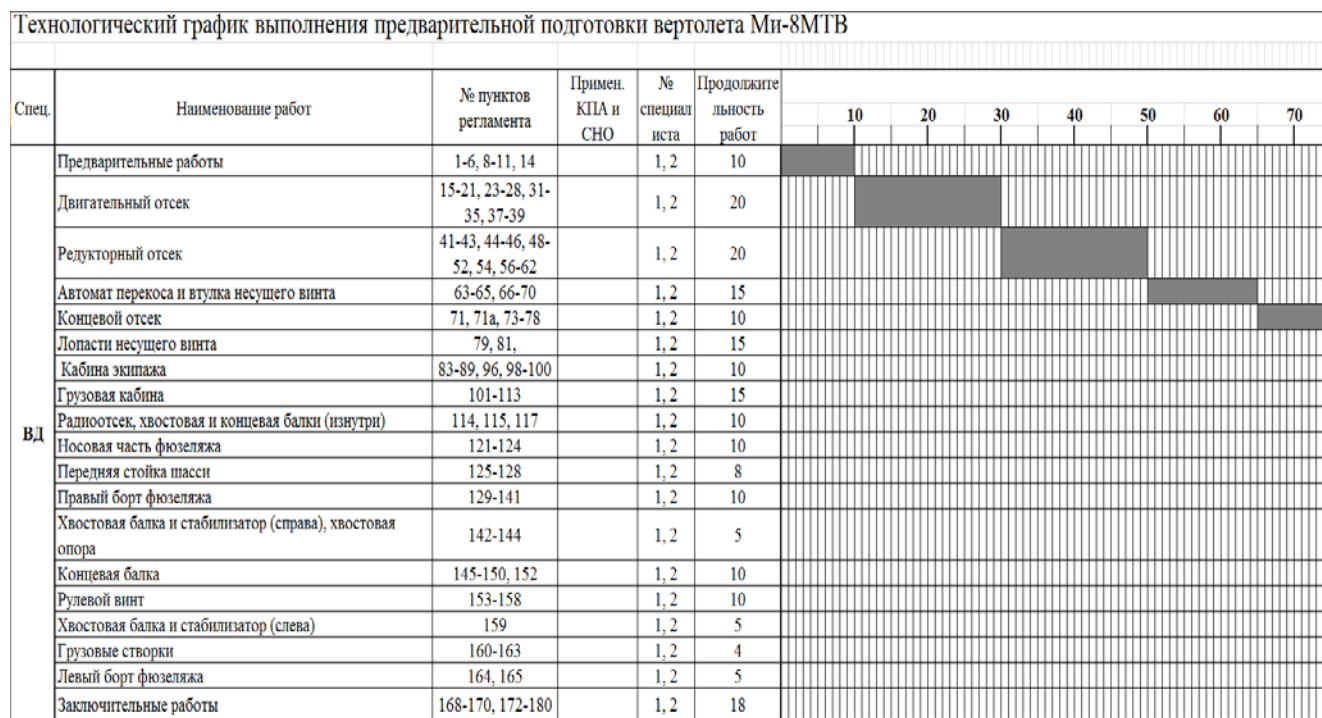 Технологический график выполнения предварительной подготовки вертолета Ми-8МТВ
Спец. Наименование работ № пунктов регламента Примен. КПА и СНО № специал иста Продолжите льность работ 10 20 30 40 50 60 70
ВД
Предварительные работы 1-6, 8-11, 14 1, 2 10
Двигательный отсек 15-21, 23-28, 31-35, 37-39 1, 2 20
Редукторный отсек 41-43, 44-46, 48-52, 54, 56-62 1, 2 20
Автомат перекоса и втулка несущего винта 63-65, 66-70 1, 2 15
Концевой отсек 71, 71а, 73-78 1, 2 10
Лопасти несущего винта 79, 81, 1, 2 15
Кабина экипажа 83-89, 96, 98-100 1, 2 10
Грузовая кабина 101-113 1, 2 15
Радиоотсек, хвостовая и концевая балки (изнутри) 114, 115, 117 1, 2 10
Носовая часть фюзеляжа 121-124 1, 2 10
Передняя стойка шасси 125-128 1, 2 8
Правый борт фюзеляжа 129-141 1, 2 10
Хвостовая балка и стабилизатор (справа), хвостовая опора 142-144 1, 2 5
Концевая балка 145-150, 152 1, 2 10
Рулевой винт 153-158 1, 2 10
Хвостовая балка и стабилизатор (слева) 159 1, 2 5
Грузовые створки 160-163 1, 2 4
Левый борт фюзеляжа 164, 165 1, 2 5
Заключительные работы 168-170, 172-180 1, 2 18